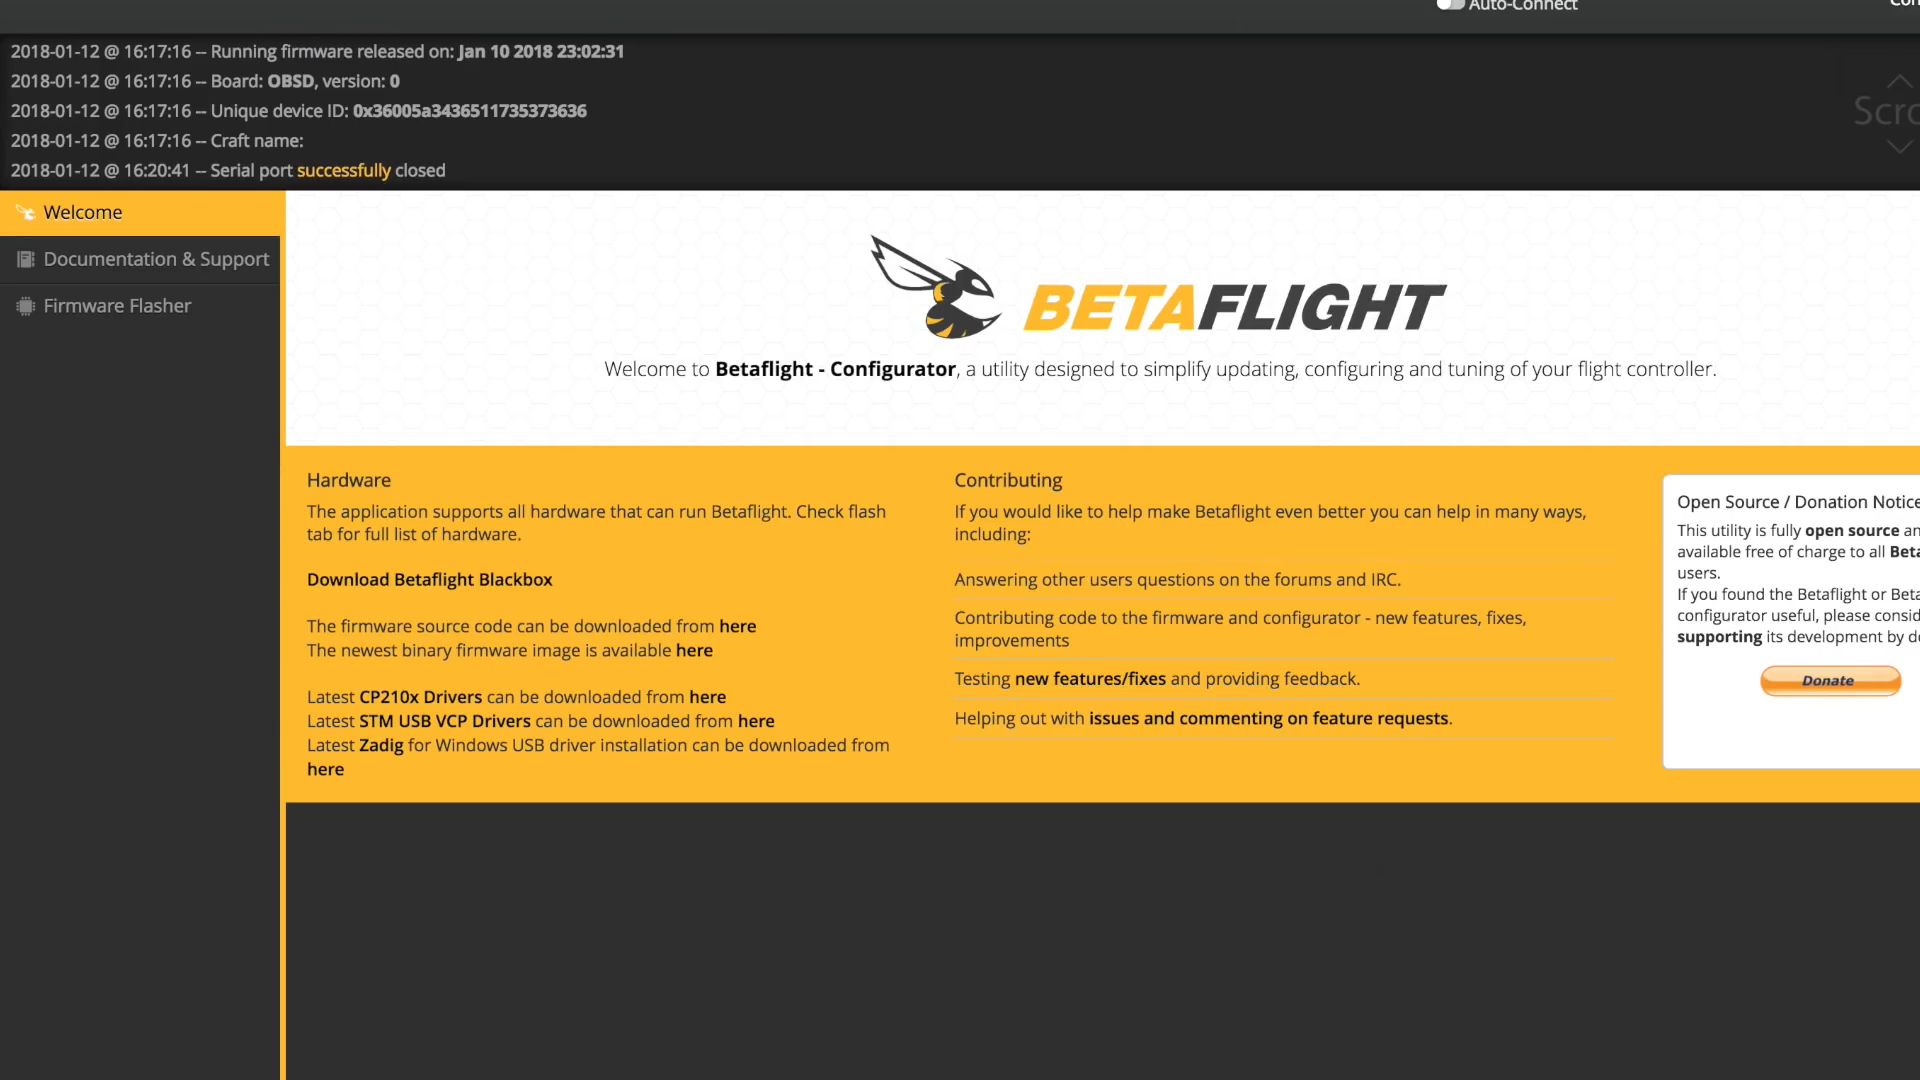 Auto-Connect
2018-01-12 @ 16:17:16 -- Running firmware released on: Jan 10 2018 23:02:31
2018-01-12 @ 16:17:16 -- Board: OBSD, version: 0
2018-01-12 @ 16:17:16 -- Unique device ID: 0x36005a3436511735373636
2018-01-12 @ 16:17:16 -- Craft name:
2018-01-12 @ 16:20:41 -- Serial port successfully closed
Welcome
Documentation & Support
Firmware Flasher
BETAFLIGHT
Welcome to Betaflight - Configurator, a utility designed to simplify updating, configuring and tuning of your flight controller.
Hardware
The application supports all hardware that can run Betaflight. Check flash
tab for full list of hardware.
Download Betaflight Blackbox
The firmware source code can be downloaded from here
The newest binary firmware image is available here
Latest CP210x Drivers can be downloaded from here
Latest STM USB VCP Drivers can be downloaded from here
Latest Zadig for Windows USB driver installation can be downloaded from
here
Contributing
If you would like to help make Betaflight even better you can help in many ways,
including:
Answering other users questions on the forums and IRC.
Contributing code to the firmware and configurator - new features, fixes,
improvements
Testing new features/fixes and providing feedback.
Helping out with issues and commenting on feature requests.
Open Source / Donation Notice
This utility is fully open source
available free of charge to all
users.
If you found the Betaflight or
configurator useful, please
supporting its development by
Donate